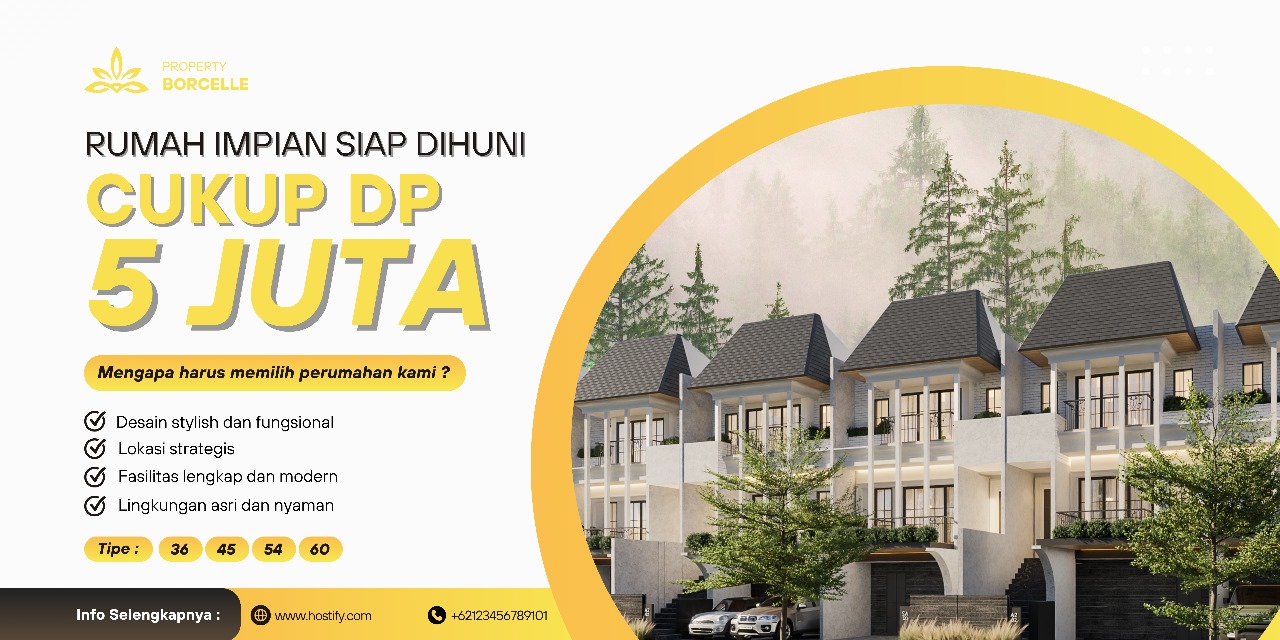 PROPERTY
BORCELLE
RUMAH IMPIAN SIAP DIHUNI
CUKUP DP
5 JUTA
Mengapa harus memilih perumahan kami ?
Desain stylish dan fungsional
Lokasi strategis
Fasilitas lengkap dan modern
Lingkungan asri dan nyaman
Tipe : 36 45 54 60
Info Selengkapnya : www.hostify.com +62123456789101